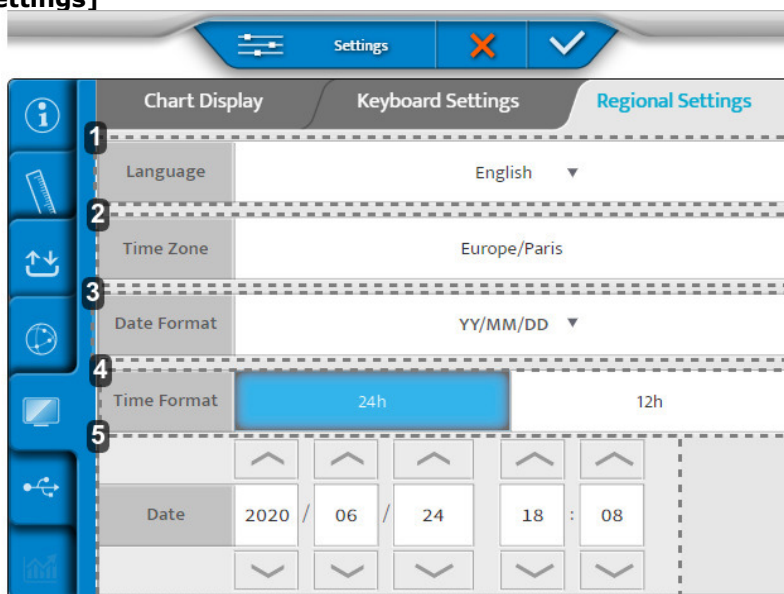 ettings]
Settings
Chart Display Keyboard Settings Regional Settings
1
Language English ▼
2
Time Zone Europe/Paris
3
Date Format YY/MM/DD ▼
4
Time Format 24h 12h
5
Date 2020 / 06 / 24 18 : 08